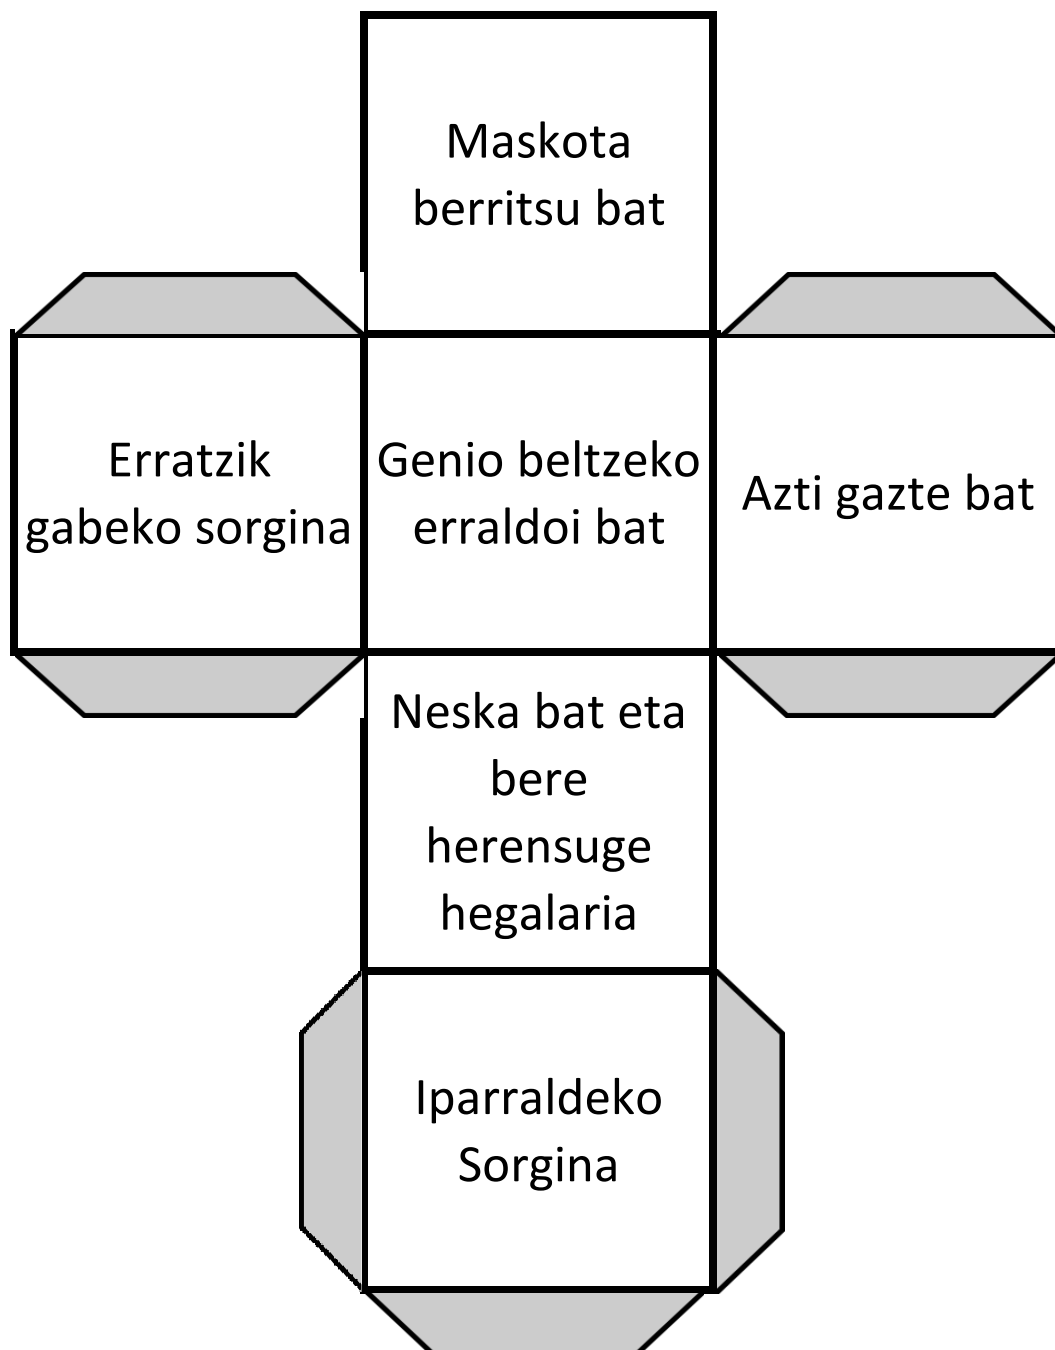 Maskota
berritsu bat
Erratzik
gabeko sorgina
Genio beltzeko
erraldoi bat
Azti gazte bat
Neska bat eta
bere
herensuge
hegalaria
Iparraldeko
Sorgina